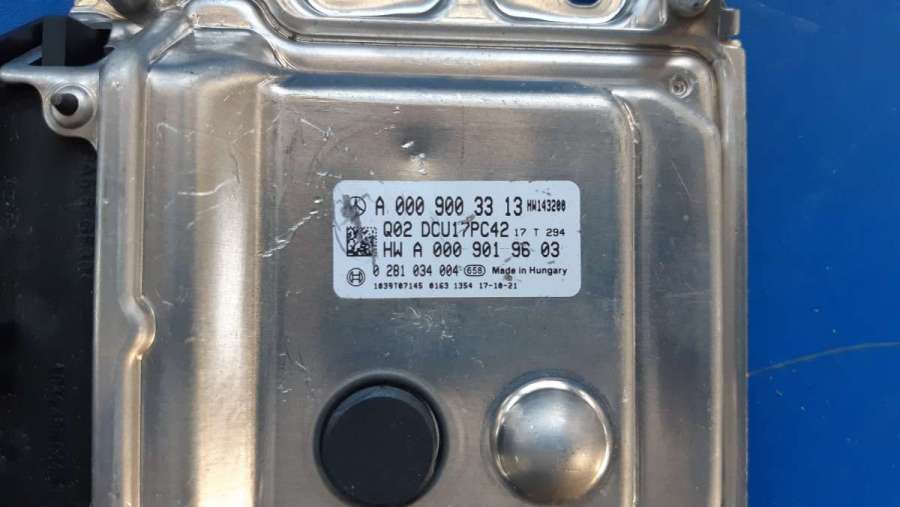 A 000 900 33 13 HW143200
Q02 DCU17PC42 17 T 294
HW A 000 901 96 03
0 281 034 004 658 Made in Hungary
1039T07145 0163 1354 17-10-21